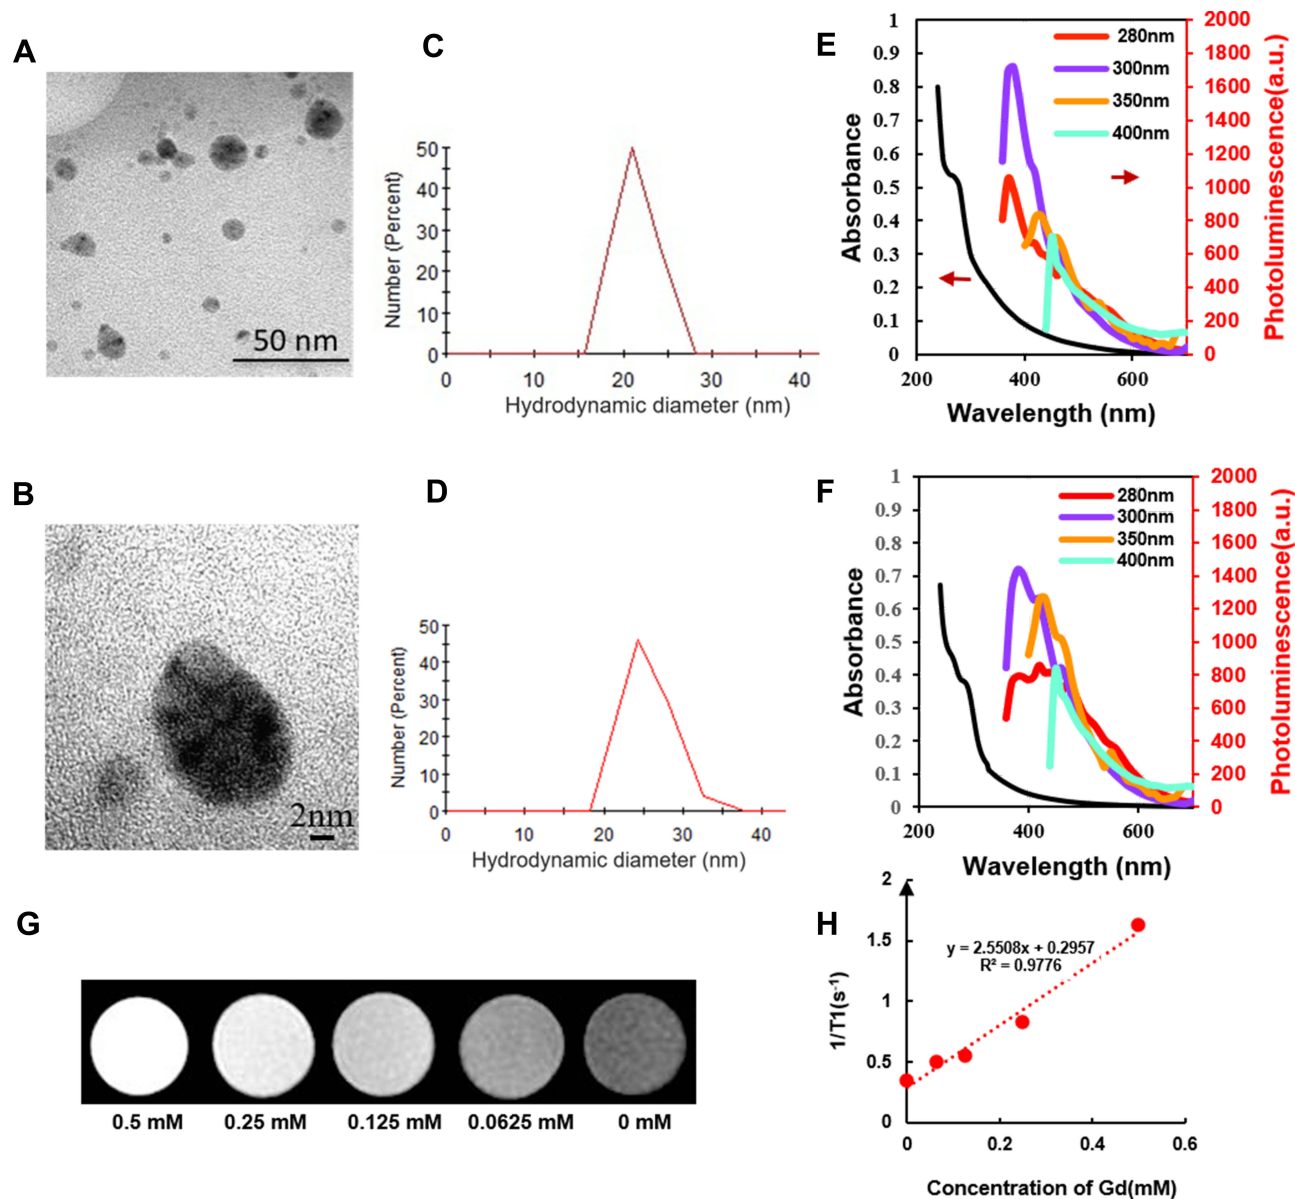 A
50 nm
B
2nm
C
50
40
30
20
10
0
Number (Percent)
0 10 20 30 40
Hydrodynamic diameter (nm)
D
50
40
30
20
10
0
Number (Percent)
0 10 20 30 40
Hydrodynamic diameter (nm)
E
1
0.9
0.8
0.7
0.6
0.5
0.4
0.3
0.2
0.1
0
Absorbance
280nm
300nm
350nm
400nm
2000
1800
1600
1400
1200
1000
800
600
400
200
0
Photoluminescence(a.u.)
200 400 600
Wavelength (nm)
F
1
0.9
0.8
0.7
0.6
0.5
0.4
0.3
0.2
0.1
0
Absorbance
280nm
300nm
350nm
400nm
2000
1800
1600
1400
1200
1000
800
600
400
200
0
Photoluminescence(a.u.)
200 400 600
Wavelength (nm)
G
0.5 mM 0.25 mM 0.125 mM 0.0625 mM 0 mM
H
2
1.5
1
0.5
0
1/T1(s⁻¹)
y = 2.5508x + 0.2957
R² = 0.9776
0 0.2 0.4 0.6
Concentration of Gd(mM)